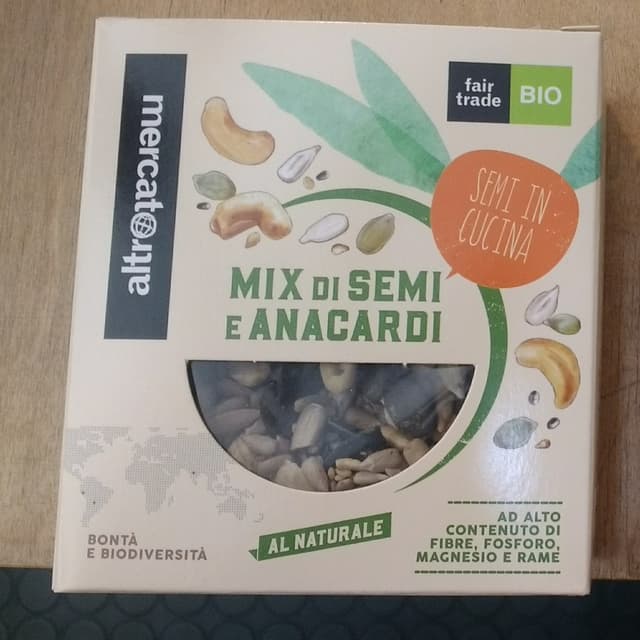 altromercato
fair
trade
BIO
SEMI IN
CUCINA
MIX DI SEMI
E ANACARDI
BONTÀ
E BIODIVERSITÀ
AL NATURALE
AD ALTO
CONTENUTO DI
FIBRE, FOSFORO,
MAGNESIO E RAME